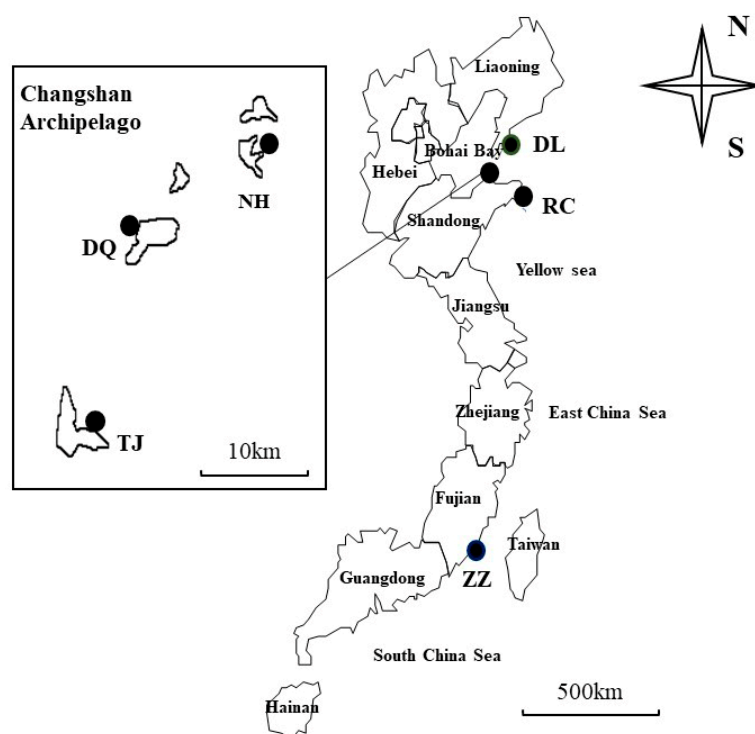 N
S
Changshan
Archipelago
NH
DQ
TJ
10km
Liaoning
Bohai Bay
DL
Hebei
RC
Shandong
Yellow sea
Jiangsu
Zhejiang
East China Sea
Fujian
Taiwan
ZZ
Guangdong
South China Sea
500km
Hainan